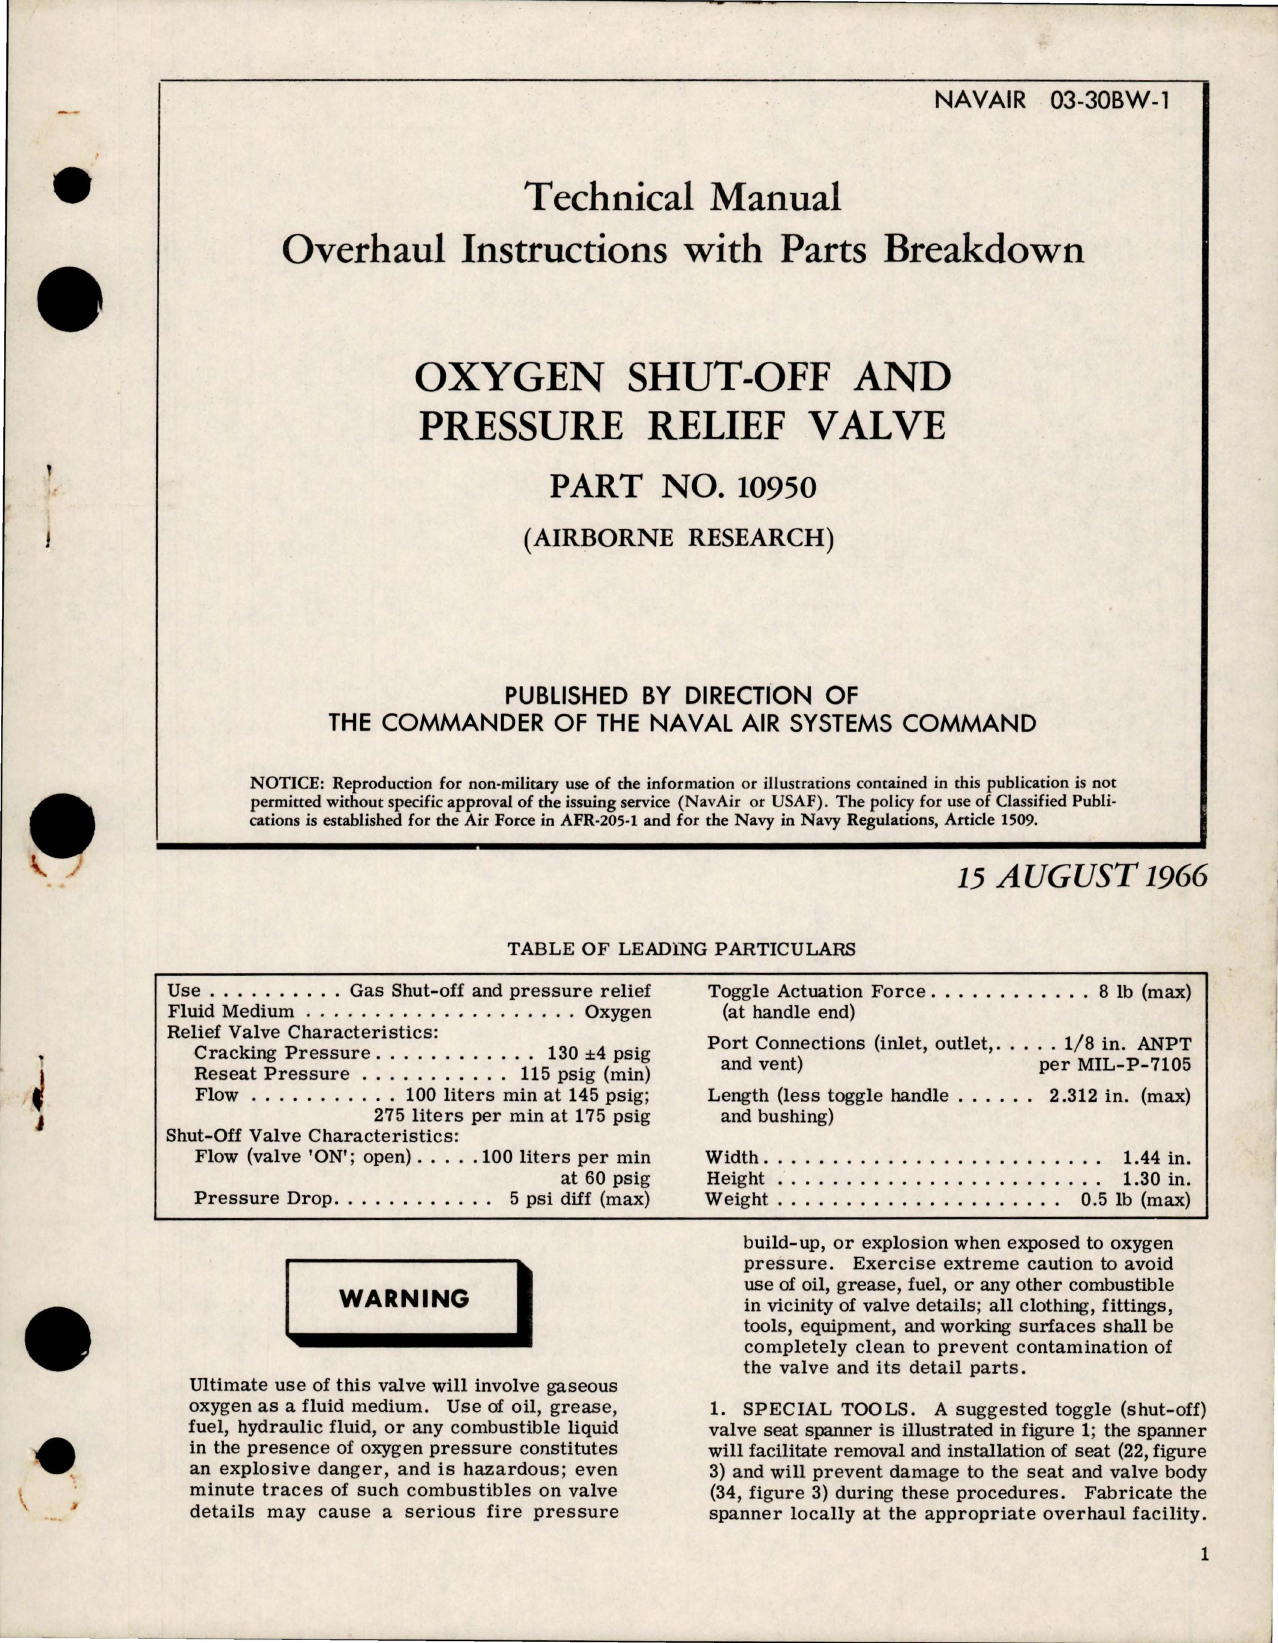 NAVAIR 03-30BW-1
Technical Manual
Overhaul Instructions with Parts Breakdown
OXYGEN SHUT-OFF AND
PRESSURE RELIEF VALVE
PART NO. 10950
(AIRBORNE RESEARCH)
PUBLISHED BY DIRECTION OF
THE COMMANDER OF THE NAVAL AIR SYSTEMS COMMAND
NOTICE: Reproduction for non-military use of the information or illustrations contained in this publication is not
permitted without specific approval of the issuing service (NavAir or USAF). The policy for use of Classified Publi-
cations is established for the Air Force in AFR-205-1 and for the Navy in Navy Regulations, Article 1509.
15 AUGUST 1966
TABLE OF LEADING PARTICULARS
Use . . . . . . . . . . Gas Shut-off and pressure relief
Fluid Medium . . . . . . . . . . . . . . . . . . . . Oxygen
Relief Valve Characteristics:
Cracking Pressure . . . . . . . . . . . . 130 ±4 psig
Reseat Pressure . . . . . . . . . . . 115 psig (min)
Flow . . . . . . . . . . . 100 liters min at 145 psig;
275 liters per min at 175 psig
Shut-Off Valve Characteristics:
Flow (valve 'ON'; open) . . . . . 100 liters per min
at 60 psig
Pressure Drop. . . . . . . . . . . . 5 psi diff (max)
Toggle Actuation Force . . . . . . . . . . . . 8 lb (max)
(at handle end)
Port Connections (inlet, outlet, . . . . . 1/8 in. ANPT
and vent) per MIL-P-7105
Length (less toggle handle . . . . . . 2.312 in. (max)
and bushing)
Width . . . . . . . . . . . . . . . . . . . . . . . . . 1.44 in.
Height . . . . . . . . . . . . . . . . . . . . . . . . 1.30 in.
Weight . . . . . . . . . . . . . . . . . . . . . 0.5 lb (max)
WARNING
Ultimate use of this valve will involve gaseous
oxygen as a fluid medium. Use of oil, grease,
fuel, hydraulic fluid, or any combustible liquid
in the presence of oxygen pressure constitutes
an explosive danger, and is hazardous; even
minute traces of such combustibles on valve
details may cause a serious fire pressure
build-up, or explosion when exposed to oxygen
pressure. Exercise extreme caution to avoid
use of oil, grease, fuel, or any other combustible
in vicinity of valve details; all clothing, fittings,
tools, equipment, and working surfaces shall be
completely clean to prevent contamination of
the valve and its detail parts.
1. SPECIAL TOOLS. A suggested toggle (shut-off)
valve seat spanner is illustrated in figure 1; the spanner
will facilitate removal and installation of seat (22, figure
3) and will prevent damage to the seat and valve body
(34, figure 3) during these procedures. Fabricate the
spanner locally at the appropriate overhaul facility.
1